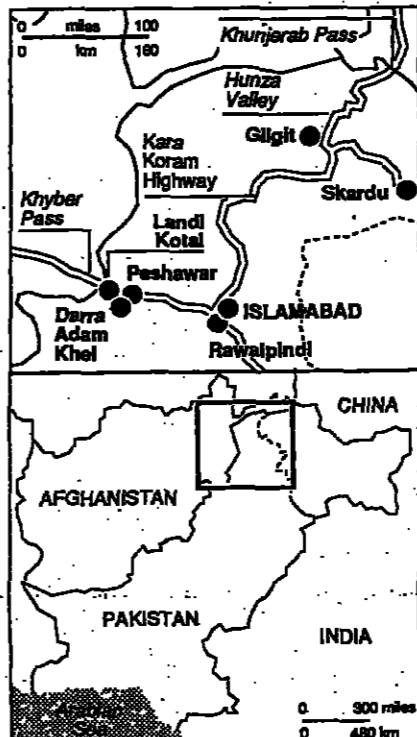 0 miles 100
0 km 160
Khunjerab Pass
Hunza
Valley
Gilgit
Kara
Koram
Highway
Skardu
Khyber
Pass
Landi
Kotal
Peshawar
Darra
Adam
Khel
ISLAMABAD
Rawalpindi
CHINA
AFGHANISTAN
PAKISTAN
INDIA
Arabian
Sea
0 300 miles
0 480 km